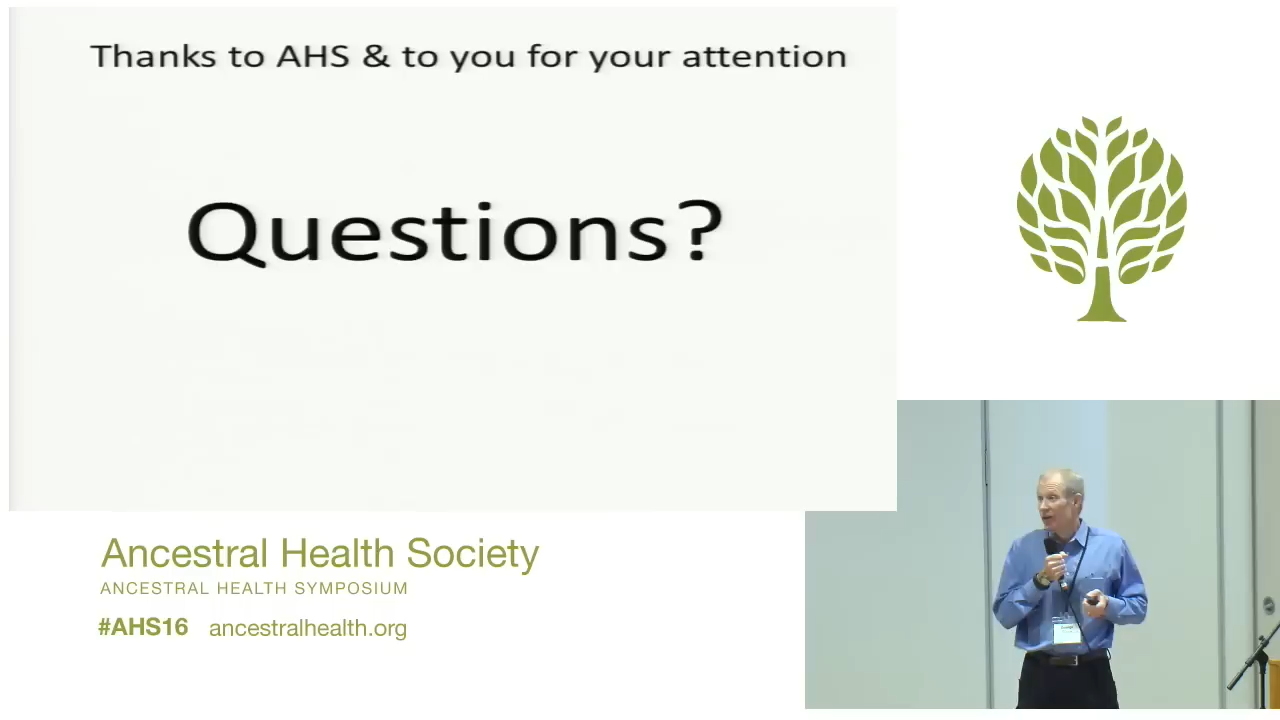 Thanks to AHS & to you for your attention
Questions?
Ancestral Health Society
ANCESTRAL HEALTH SYMPOSIUM
#AHS16 ancestralhealth.org